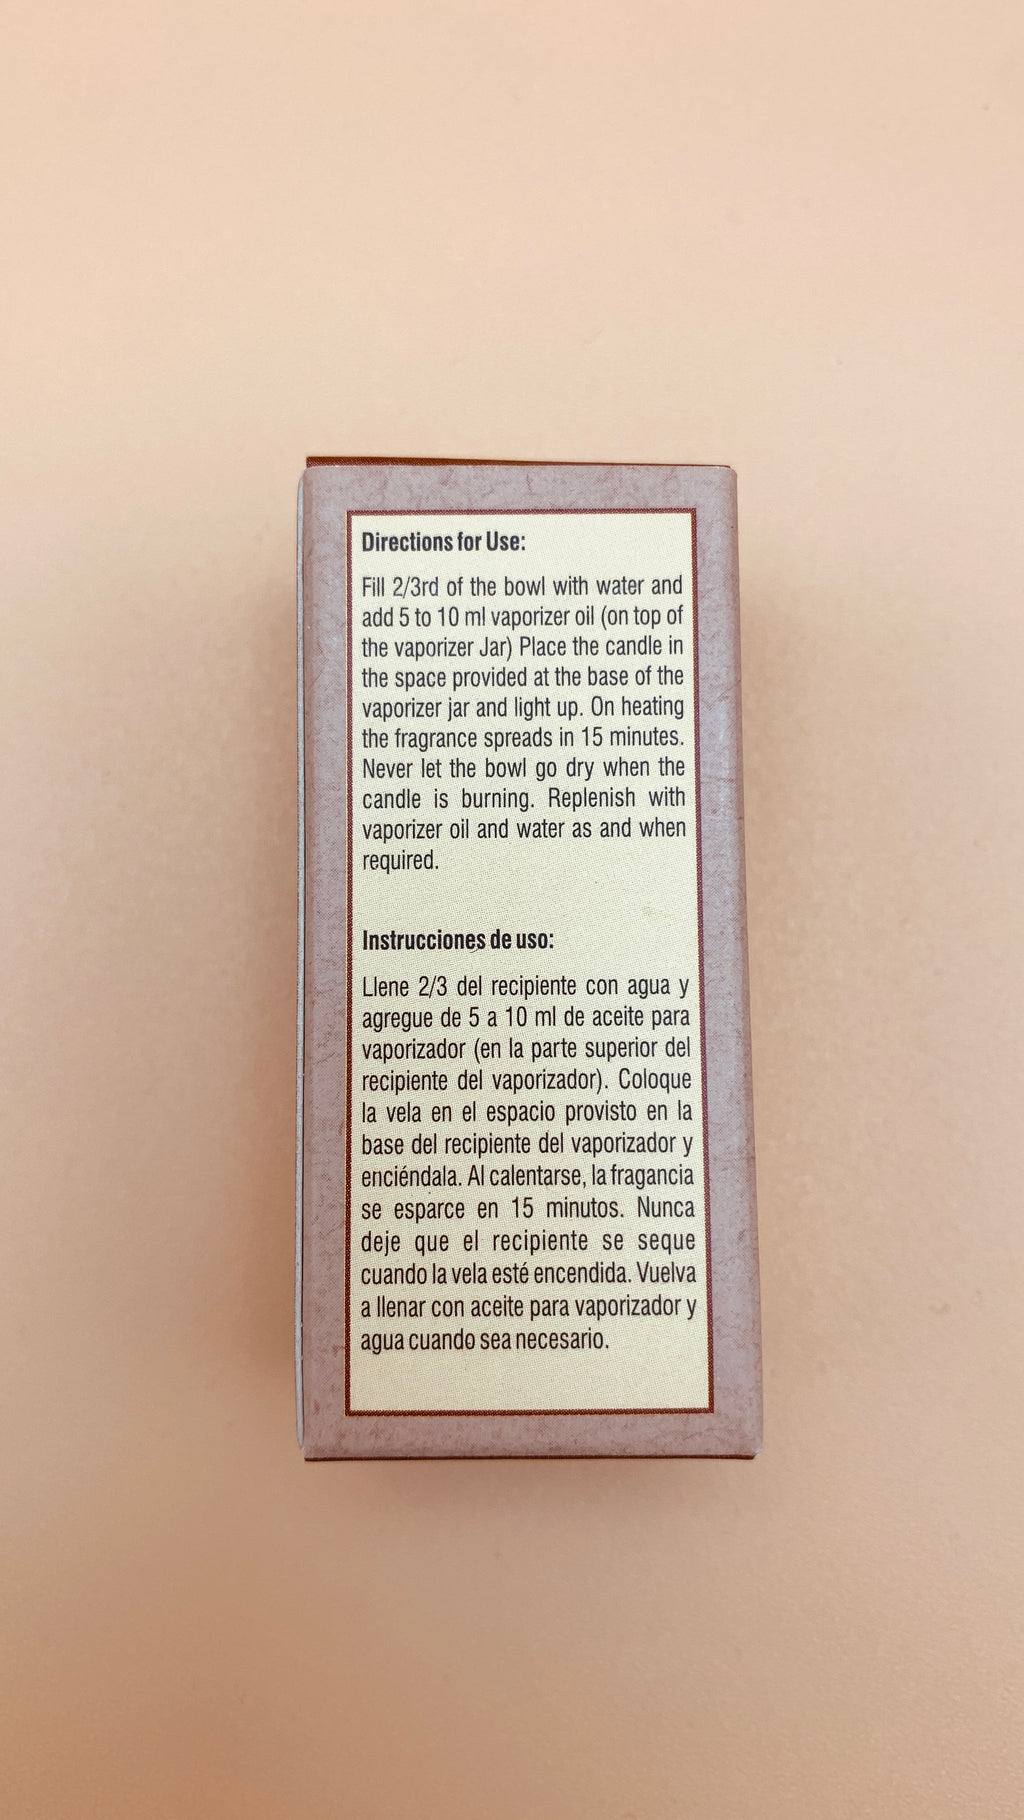 Directions for Use:
Fill 2/3rd of the bowl with water and
add 5 to 10 ml vaporizer oil (on top of
the vaporizer Jar) Place the candle in
the space provided at the base of the
vaporizer jar and light up. On heating
the fragrance spreads in 15 minutes.
Never let the bowl go dry when the
candle is burning. Replenish with
vaporizer oil and water as and when
required.
Instrucciones de uso:
Llene 2/3 del recipiente con agua y
agregue de 5 a 10 ml de aceite para
vaporizador (en la parte superior del
recipiente del vaporizador). Coloque
la vela en el espacio provisto en la
base del recipiente del vaporizador y
enciéndala. Al calentarse, la fragancia
se esparce en 15 minutos. Nunca
deje que el recipiente se seque
cuando la vela esté encendida. Vuelva
a llenar con aceite para vaporizador y
agua cuando sea necesario.